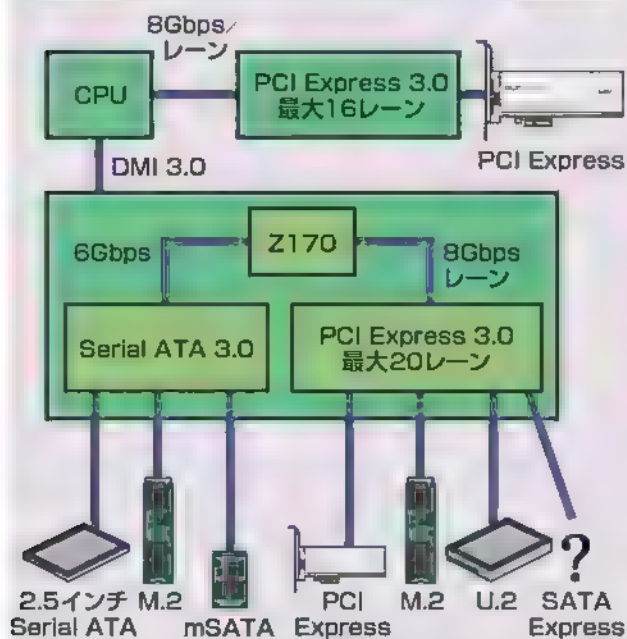 8Gbps/
レーン
CPU
PCI Express 3.0
最大16レーン
PCI Express
DMI 3.0
Z170
6Gbps
8Gbps
レーン
Serial ATA 3.0
PCI Express 3.0
最大20レーン
2.5インチ
Serial ATA
M.2
mSATA
PCI
Express
M.2
U.2
?
SATA
Express